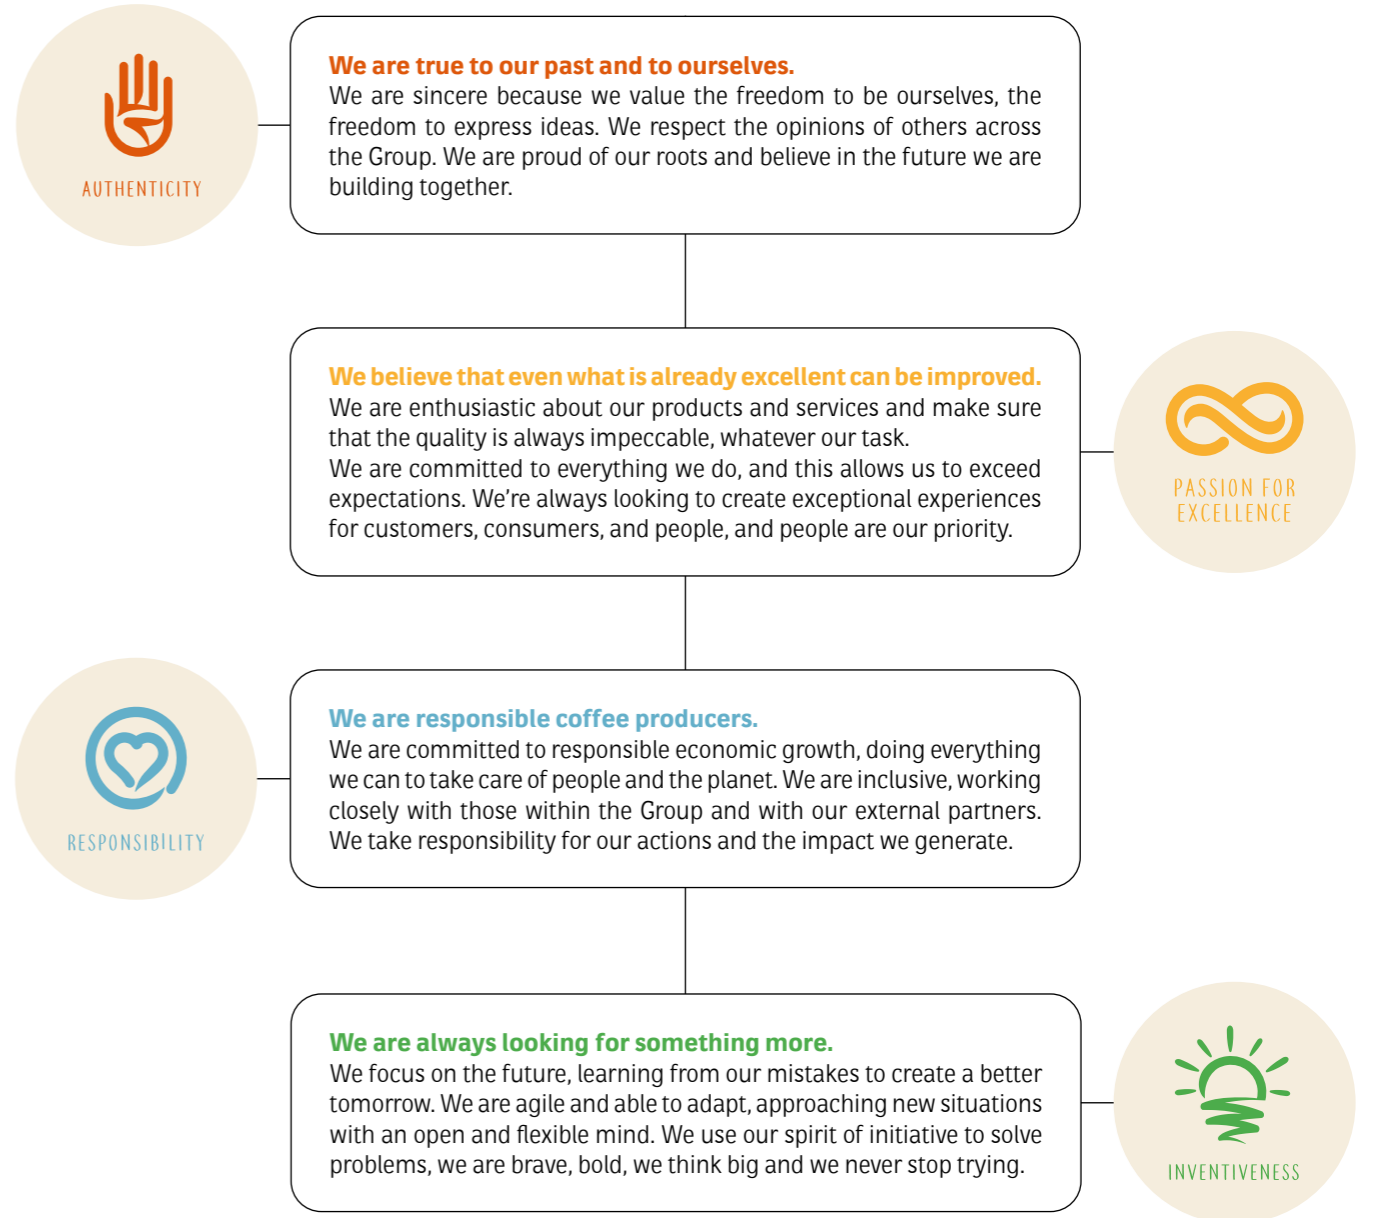 AUTHENTICITY
We are true to our past and to ourselves.
We are sincere because we value the freedom to be ourselves, the
freedom to express ideas. We respect the opinions of others across
the Group. We are proud of our roots and believe in the future we are
building together.
We believe that even what is already excellent can be improved.
We are enthusiastic about our products and services and make sure
that the quality is always impeccable, whatever our task.
We are committed to everything we do, and this allows us to exceed
expectations. We're always looking to create exceptional experiences
for customers, consumers, and people, and people are our priority.
PASSION FOR
EXCELLENCE
RESPONSIBILITY
We are responsible coffee producers.
We are committed to responsible economic growth, doing everything
we can to take care of people and the planet. We are inclusive, working
closely with those within the Group and with our external partners.
We take responsibility for our actions and the impact we generate.
We are always looking for something more.
We focus on the future, learning from our mistakes to create a better
tomorrow. We are agile and able to adapt, approaching new situations
with an open and flexible mind. We use our spirit of initiative to solve
problems, we are brave, bold, we think big and we never stop trying.
INVENTIVENESS